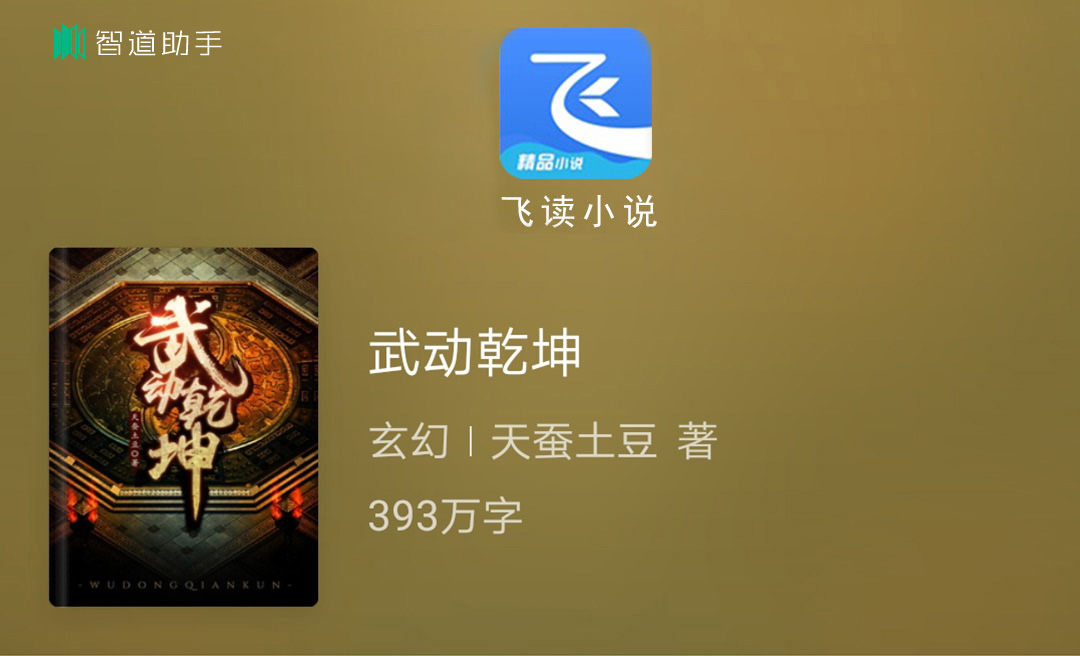 智道助手
精品小说
飞读小说
武动乾坤
天蚕土豆○著
-WUDONGQIANKUN-
武动乾坤
玄幻 | 天蚕土豆 著
393万字